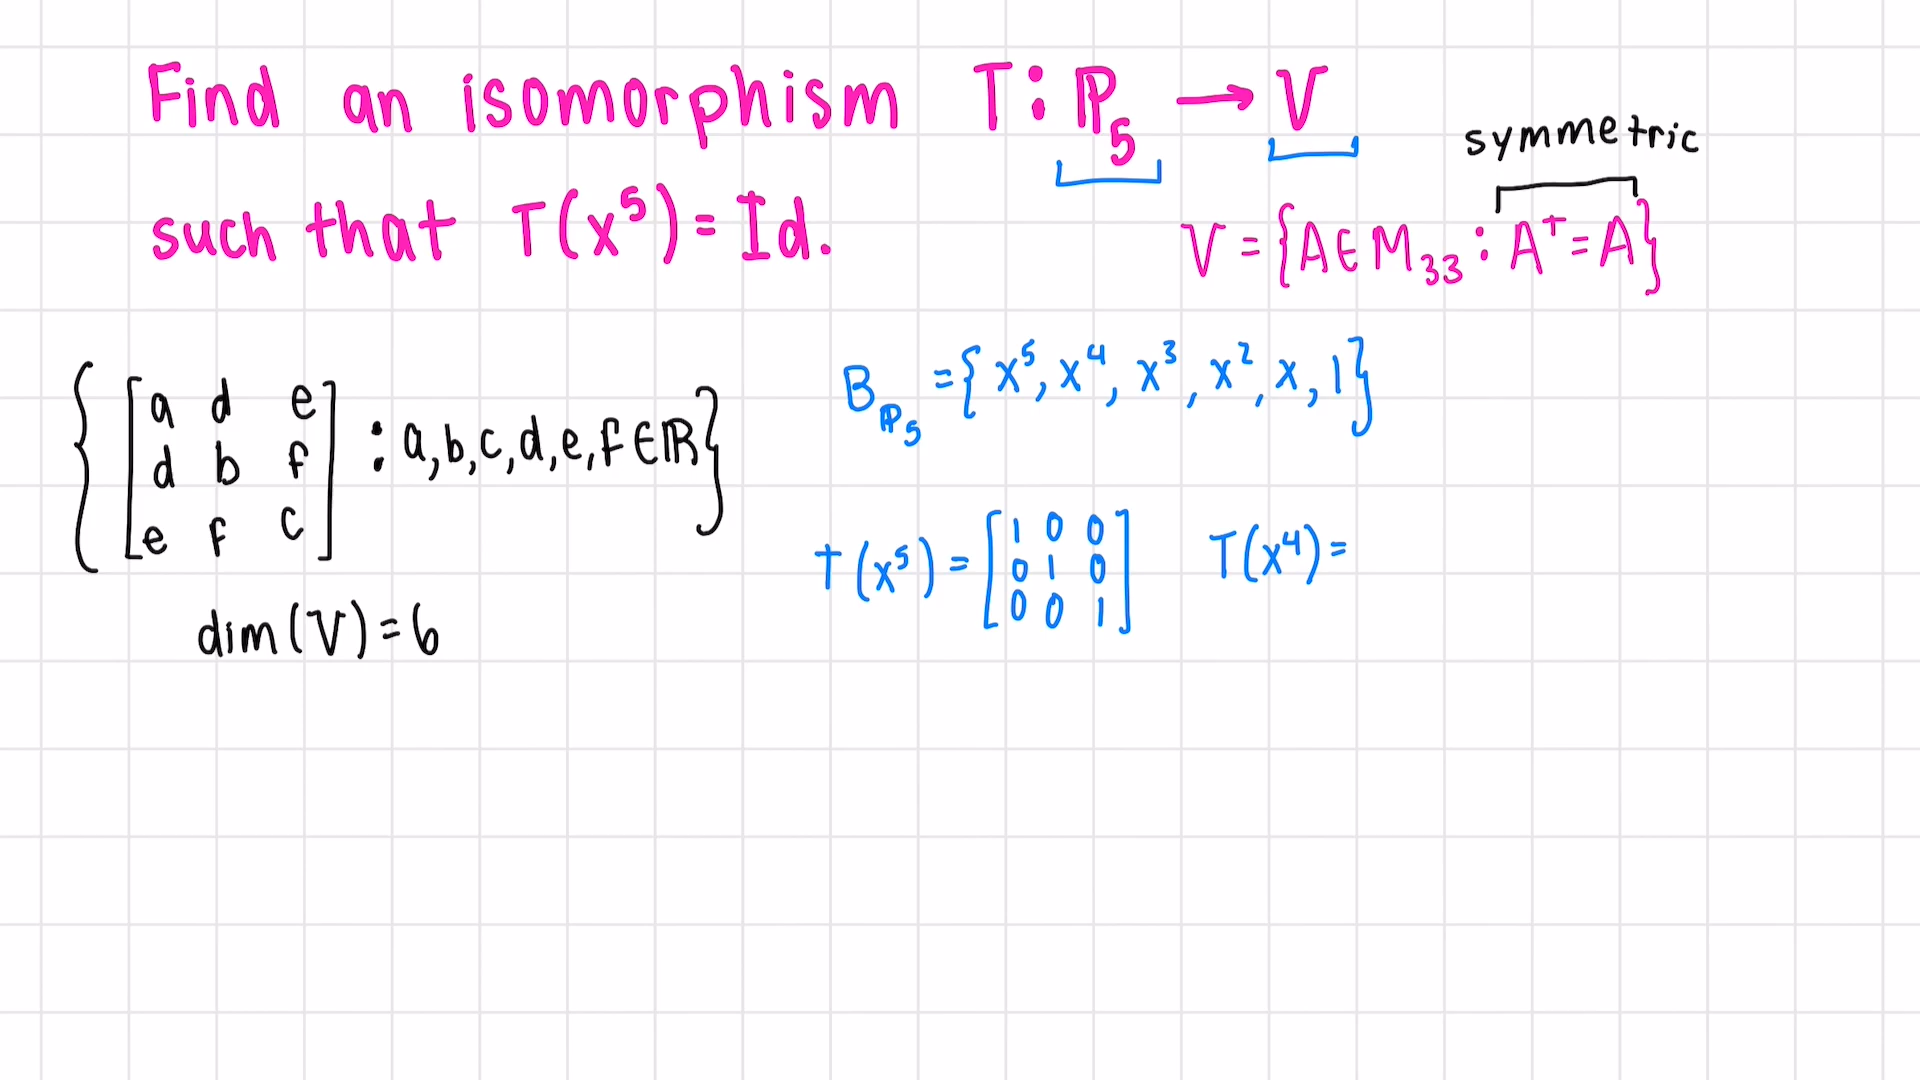 Find an isomorphism T: ℙ₅ → V
symmetric
such that T(x⁵) = Id.
V = {A ∈ M₃₃ : Aᵀ = A}
{ [ a d e
d b f
e f c ] : a, b, c, d, e, f ∈ ℝ }
dim(V) = 6
B_ℙ₅ = { x⁵, x⁴, x³, x², x, 1 }
T(x⁵) = [ 1 0 0
0 1 0
0 0 1 ]
T(x⁴) =